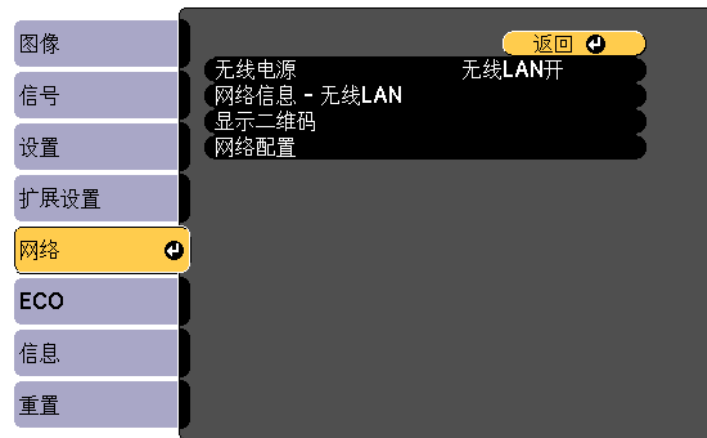 图像
信号
设置
扩展设置
网络
ECO
信息
重置
返回
无线电源 无线LAN开
网络信息 - 无线LAN
显示二维码
网络配置